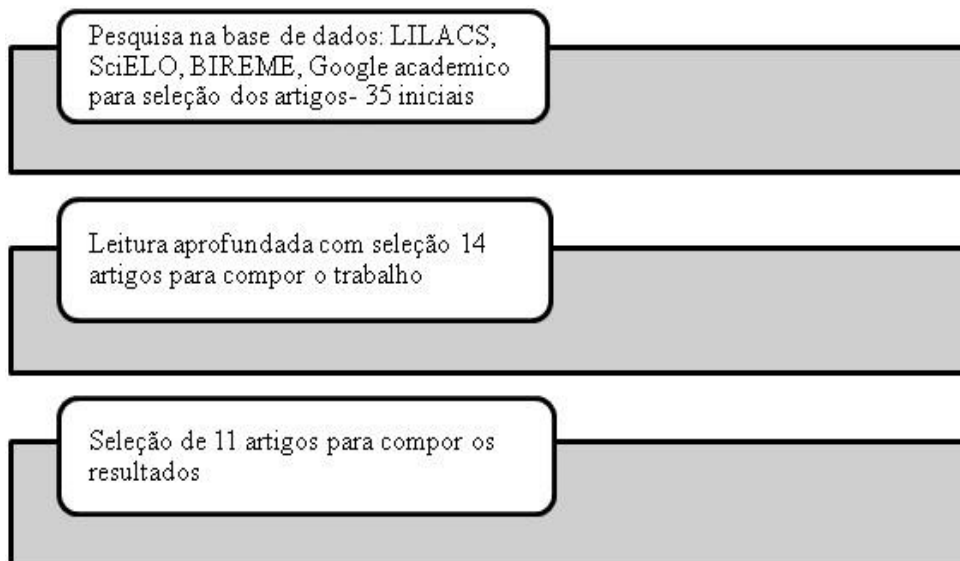 Pesquisa na base de dados: LILACS,
SciELO, BIREME, Google academico
para seleção dos artigos- 35 iniciais
Leitura aprofundada com seleção 14
artigos para compor o trabalho
Seleção de 11 artigos para compor os
resultados